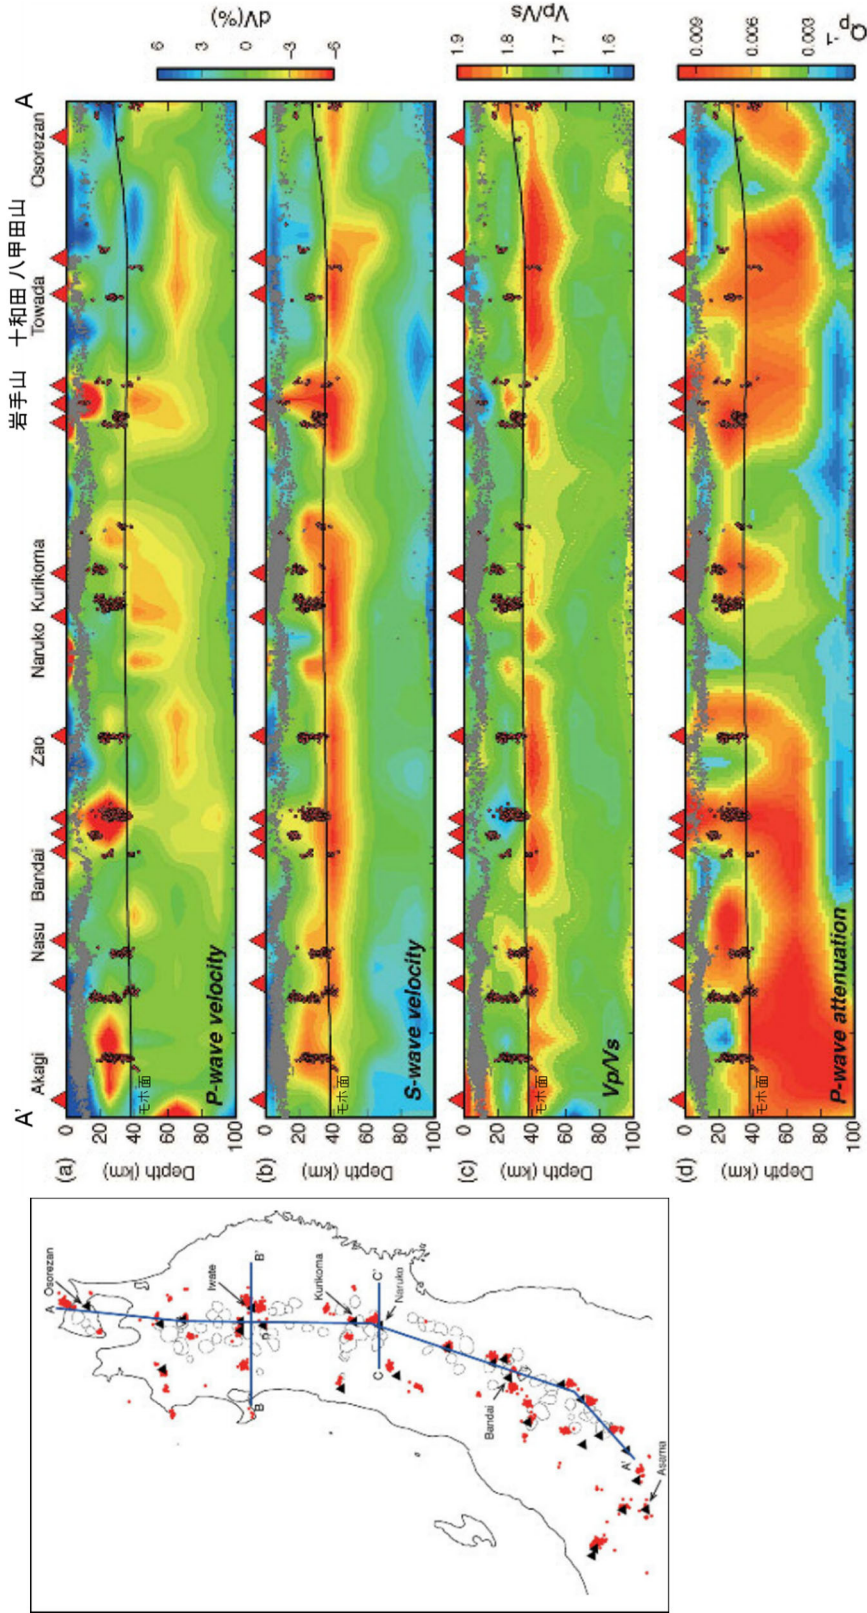 岩手山 十和田 八甲田山
A' A
Akagi Nasu Bandai Zao Naruko Kurikoma Towada Osorezan
(a)
Depth (km)
0
20
40
60
80
100
モホ面
P-wave velocity
6
3
0
-3
-6
dV(%)
(b)
Depth (km)
0
20
40
60
80
100
モホ面
S-wave velocity
(c)
Depth (km)
0
20
40
60
80
100
モホ面
Vp/Vs
1.9
1.8
1.7
1.6
Vp/Vs
(d)
Depth (km)
0
20
40
60
80
100
モホ面
P-wave attenuation
0.009
0.006
0.003
Qp-1
A
Osorezan
B'
Iwate
B
Kurikoma
C'
C
Naruko
Bandai
A'
Asama